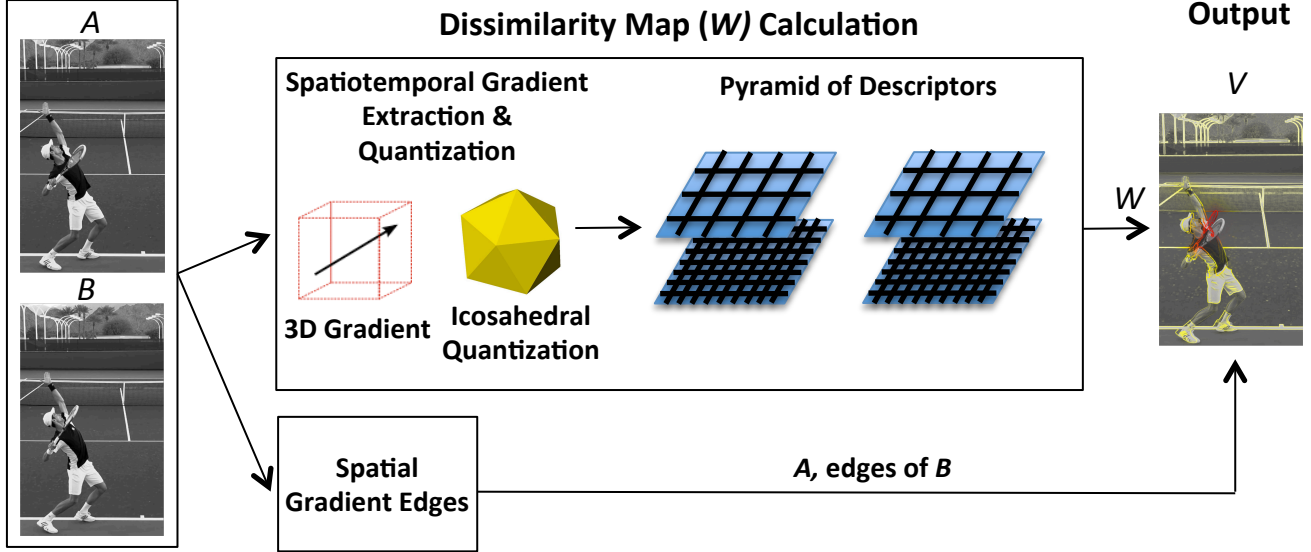 A
B
Dissimilarity Map (W) Calculation
Output
Spatiotemporal Gradient
Extraction &
Quantization
Pyramid of Descriptors
3D Gradient
Icosahedral
Quantization
W
V
Spatial
Gradient Edges
A, edges of B